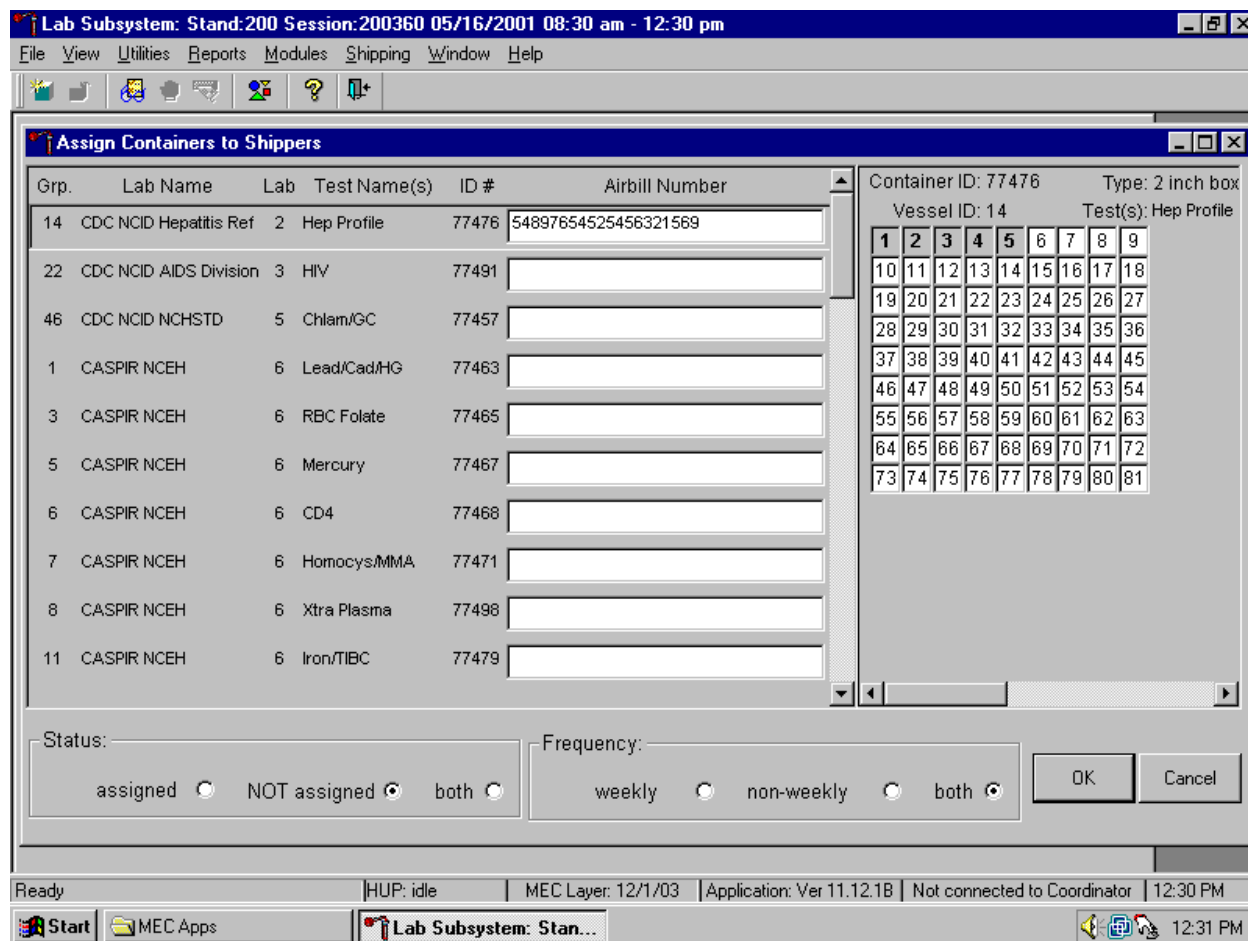 Lab Subsystem: Stand:200 Session:200360 05/16/2001 08:30 am - 12:30 pm
File View Utilities Reports Modules Shipping Window Help
Assign Containers to Shippers
Grp. Lab Name Lab Test Name(s) ID # Airbill Number
14 CDC NCID Hepatitis Ref 2 Hep Profile 77476 54897654525456321569
22 CDC NCID AIDS Division 3 HIV 77491
46 CDC NCID NCHSTD 5 Chlam/GC 77457
1 CASPIR NCEH 6 Lead/Cad/HG 77463
3 CASPIR NCEH 6 RBC Folate 77465
5 CASPIR NCEH 6 Mercury 77467
6 CASPIR NCEH 6 CD4 77468
7 CASPIR NCEH 6 Homocys/MMA 77471
8 CASPIR NCEH 6 Xtra Plasma 77498
11 CASPIR NCEH 6 Iron/TIBC 77479
Container ID: 77476 Type: 2 inch box
Vessel ID: 14 Test(s): Hep Profile
1 2 3 4 5 6 7 8 9
10 11 12 13 14 15 16 17 18
19 20 21 22 23 24 25 26 27
28 29 30 31 32 33 34 35 36
37 38 39 40 41 42 43 44 45
46 47 48 49 50 51 52 53 54
55 56 57 58 59 60 61 62 63
64 65 66 67 68 69 70 71 72
73 74 75 76 77 78 79 80 81
Status:
assigned NOT assigned both
Frequency:
weekly non-weekly both
OK Cancel
Ready HUP: idle MEC Layer: 12/1/03 Application: Ver 11.12.1B Not connected to Coordinator 12:30 PM
Start MEC Apps Lab Subsystem: Stan... 12:31 PM